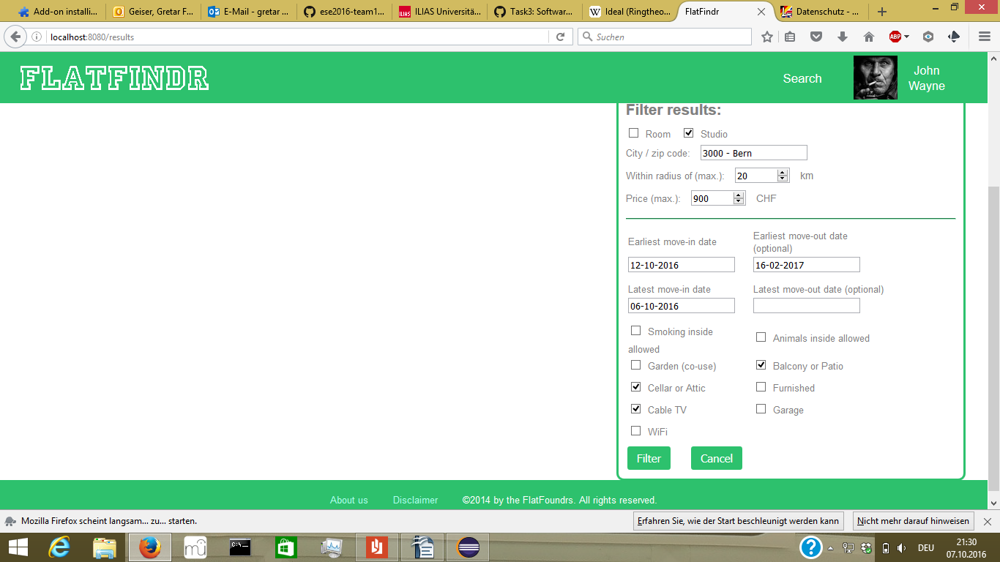 Add-on installi...
Geiser, Gretar F...
E-Mail - gretar ...
ese2016-team1...
ILIAS Universitä...
Task3: Softwar...
Ideal (Ringtheo...
FlatFindr
Datenschutz - ...
localhost:8080/results
Suchen
ABP
FLATFINDR
Search
John
Wayne
Filter results:
Room Studio
City / zip code: 3000 - Bern
Within radius of (max.): 20 km
Price (max.): 900 CHF
Earliest move-in date
Earliest move-out date
(optional)
12-10-2016 16-02-2017
Latest move-in date Latest move-out date (optional)
06-10-2016
Smoking inside
allowed
Animals inside allowed
Garden (co-use) Balcony or Patio
Cellar or Attic Furnished
Cable TV Garage
WiFi
Filter Cancel
About us Disclaimer ©2014 by the FlatFoundrs. All rights reserved.
Mozilla Firefox scheint langsam... zu... starten. Erfahren Sie, wie der Start beschleunigt werden kann Nicht mehr darauf hinweisen
DEU
21:30
07.10.2016